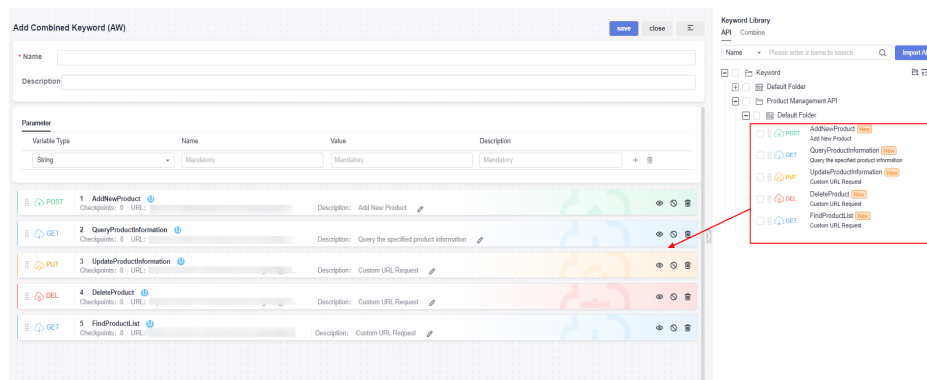 Add Combined Keyword (AW)
save
close
* Name
Description
Parameter
Variable Type
Name
Value
Description
String
Mandatory
Mandatory
Mandatory
POST
1 AddNewProduct
Checkpoints: 0 URL:
Description: Add New Product
GET
2 QueryProductInformation
Checkpoints: 0 URL:
Description: Query the specified product information
PUT
3 UpdateProductInformation
Checkpoints: 0 URL:
Description: Custom URL Request
DEL
4 DeleteProduct
Checkpoints: 0 URL:
Description: Custom URL Request
GET
5 FindProductList
Checkpoints: 0 URL:
Description: Custom URL Request
Keyword Library
API Combine
Name
Please enter a name to search
Import AP
Keyword
Default Folder
Product Management API
Default Folder
POST
AddNewProduct New
Add New Product
GET
QueryProductInformation New
Query the specified product information
PUT
UpdateProductInformation New
Custom URL Request
DEL
DeleteProduct New
Custom URL Request
GET
FindProductList New
Custom URL Request